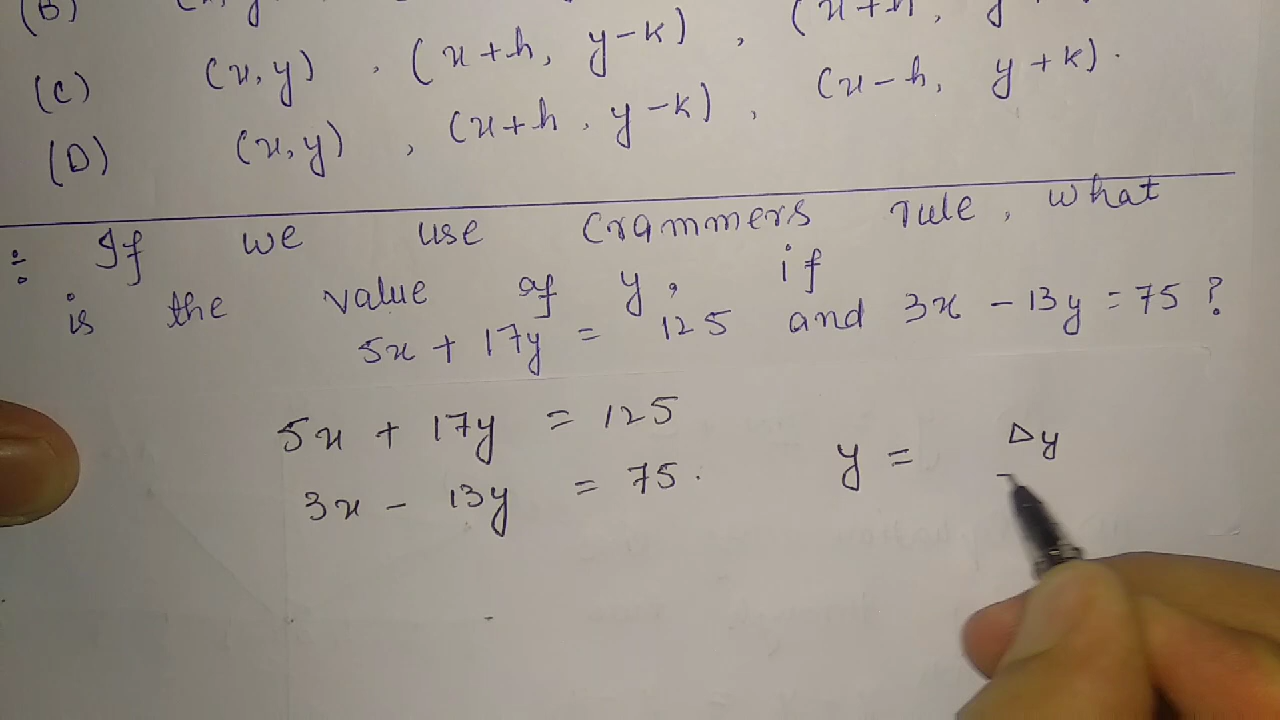 (B)
(C) (x, y) , (x+h, y-k) , (x+h,
(D) (x, y) , (x+h, y-k) , (x-h, y+k).
: If we use Crammers rule, what
is the value of y, if
5x + 17y = 125 and 3x - 13y = 75 ?
5x + 17y = 125
3x - 13y = 75.
y = Δy